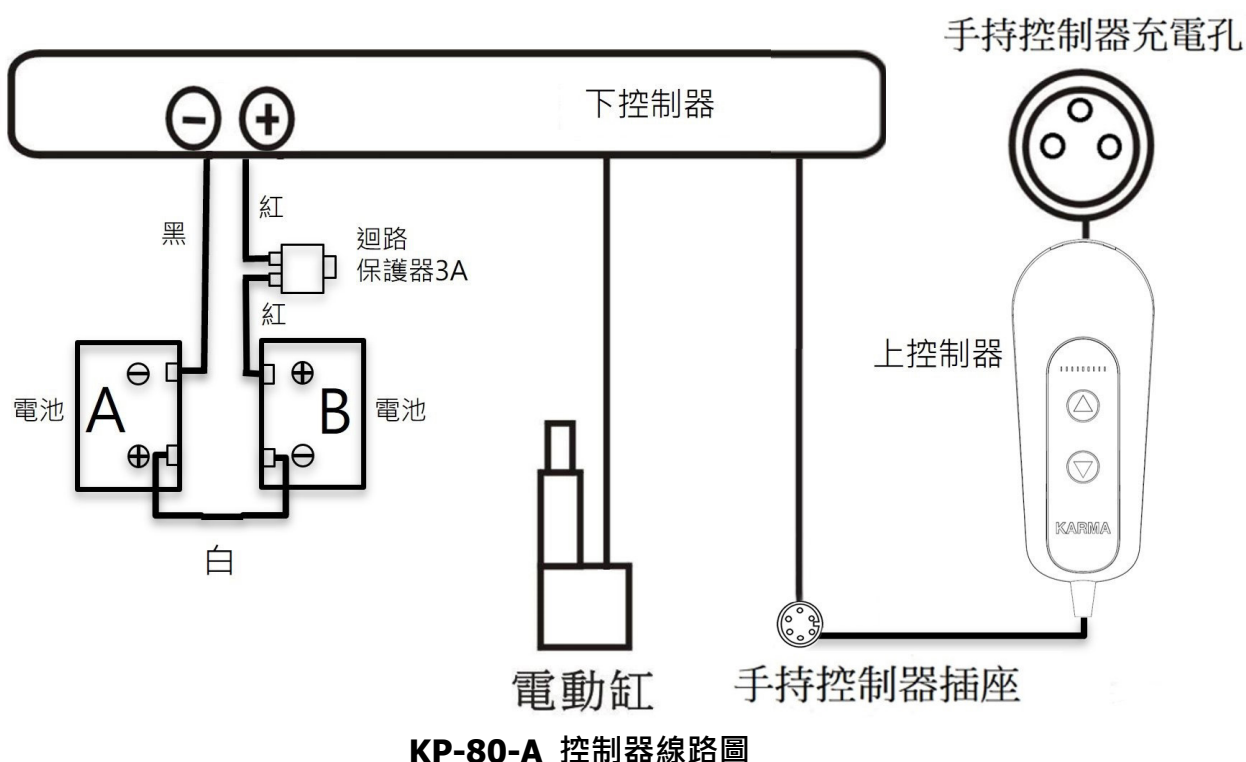 手持控制器充電孔
下控制器
黑
紅
迴路
保護器3A
紅
上控制器
電池
A
B
電池
KARMA
白
電動缸
手持控制器插座
KP-80-A 控制器線路圖